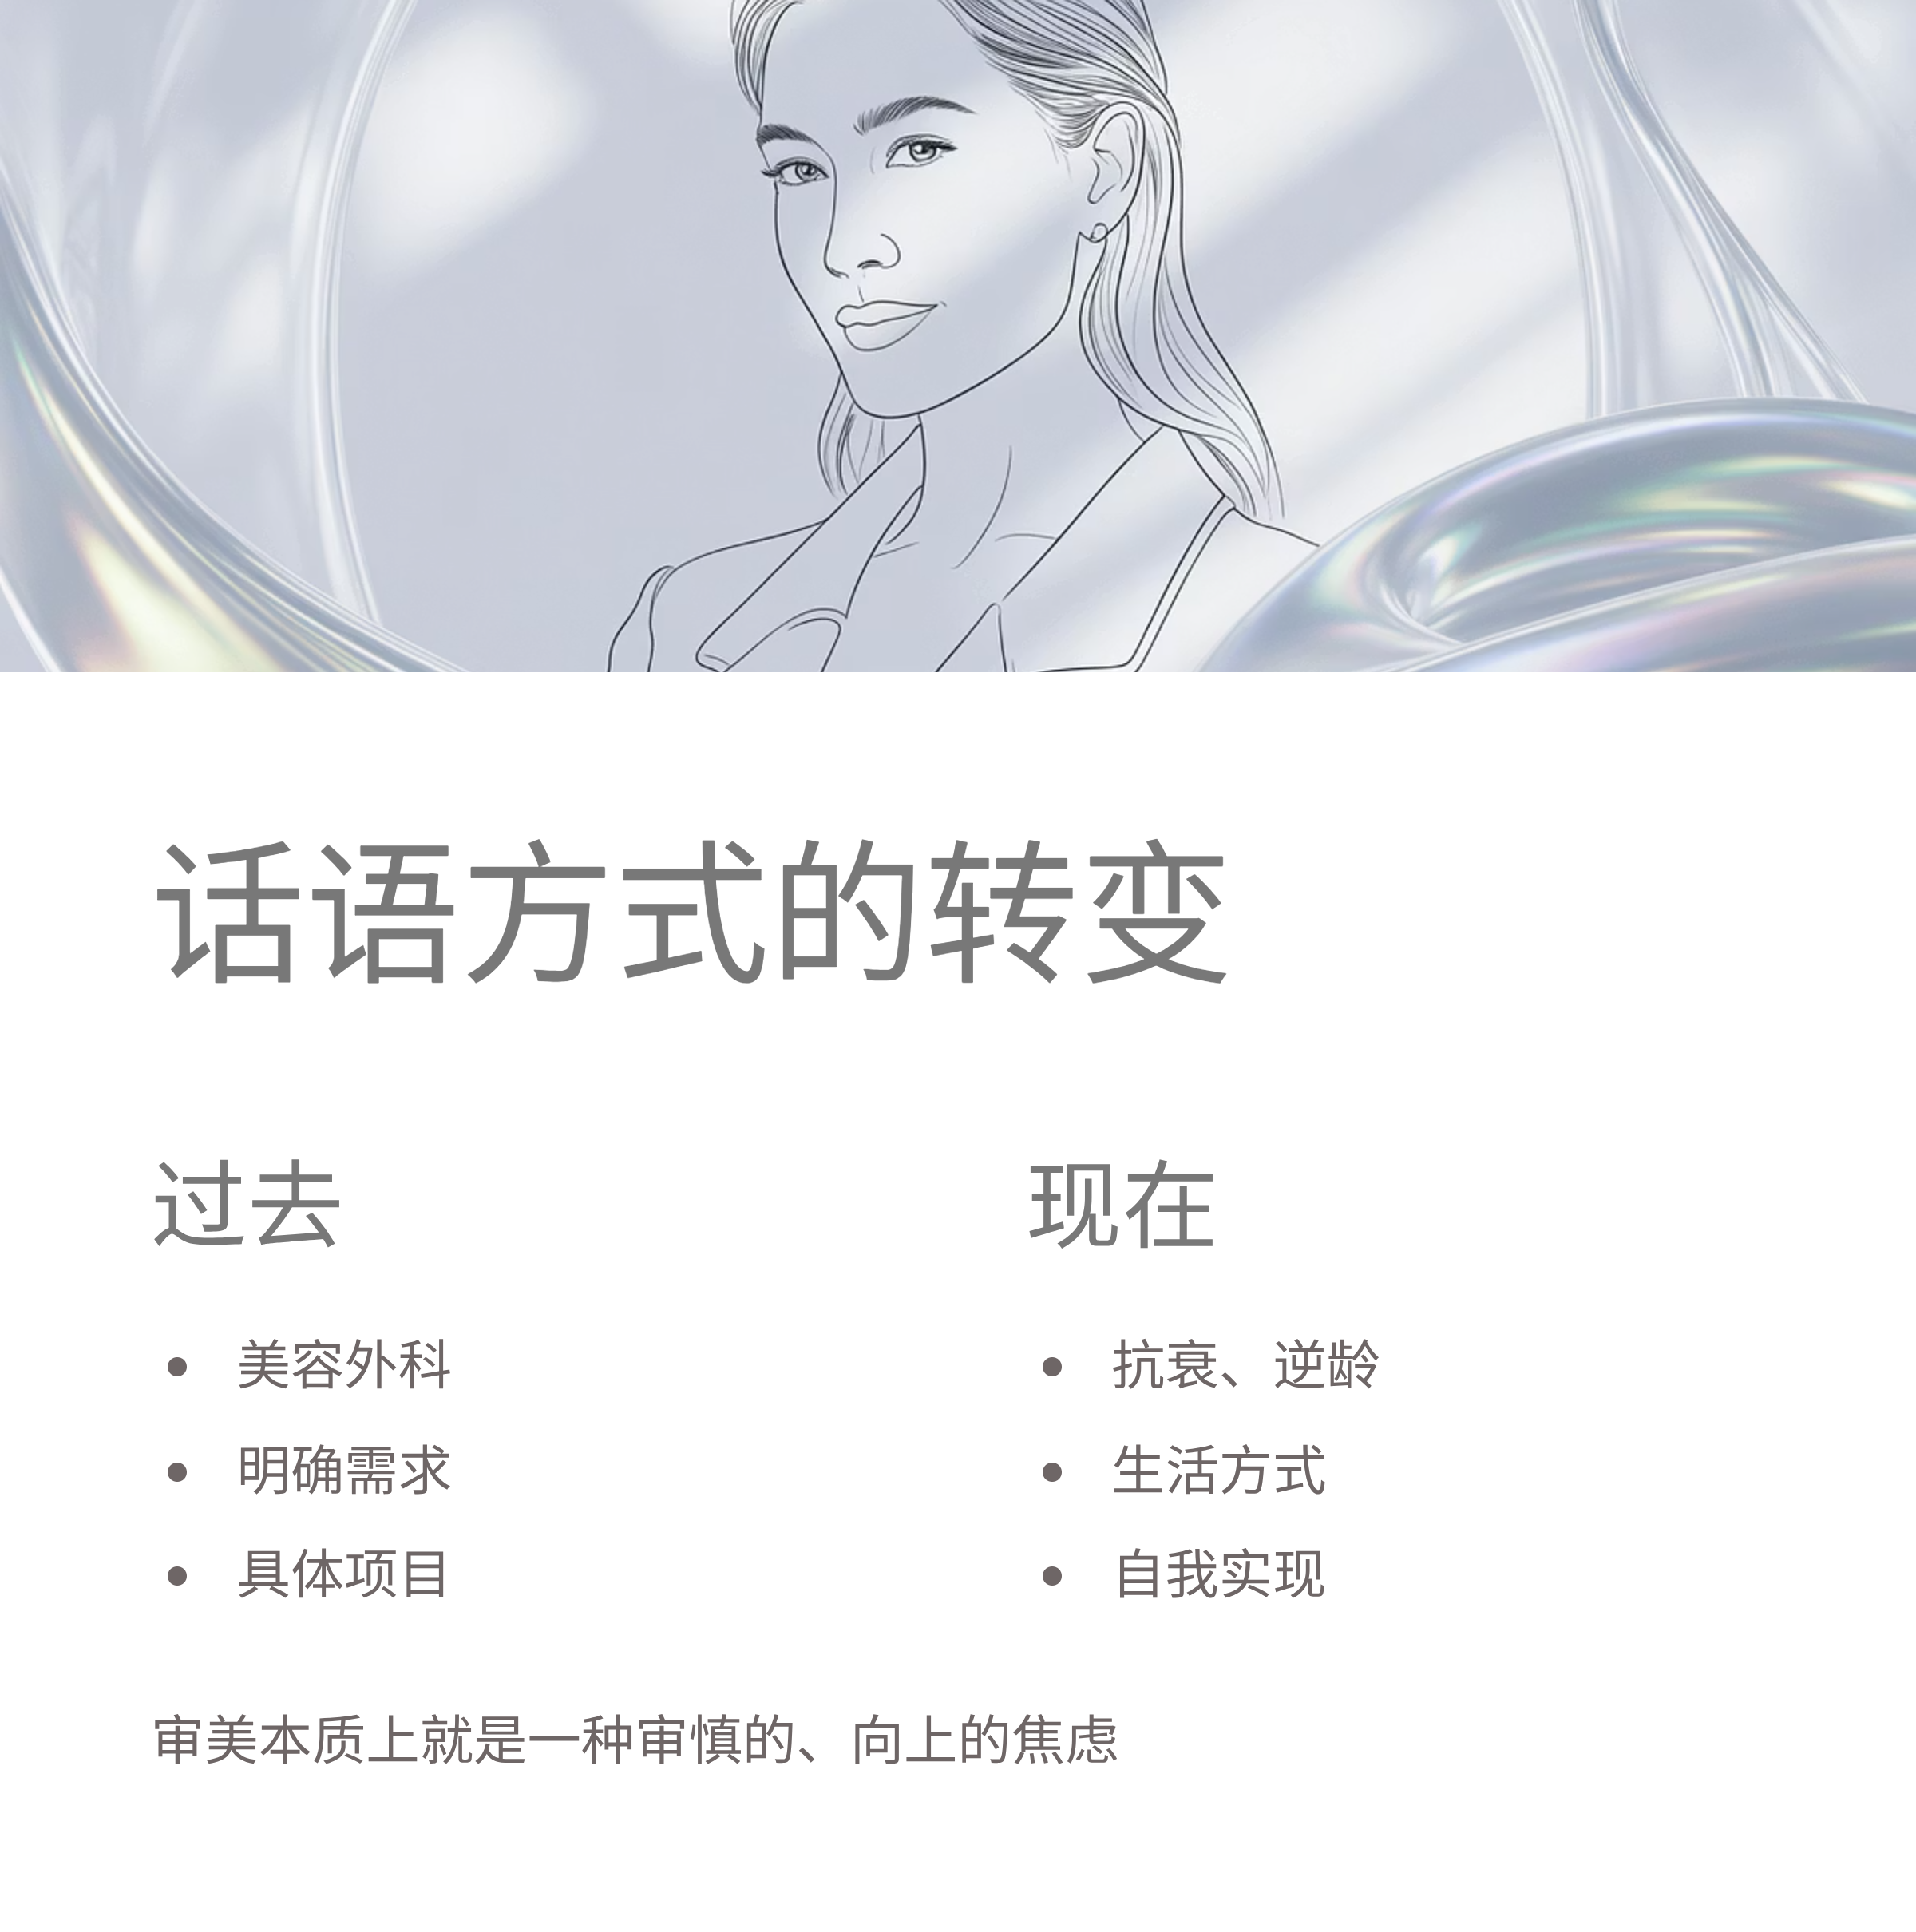 话语方式的转变
过去
• 美容外科
• 明确需求
• 具体项目
现在
• 抗衰、逆龄
• 生活方式
• 自我实现
审美本质上就是一种审慎的、向上的焦虑